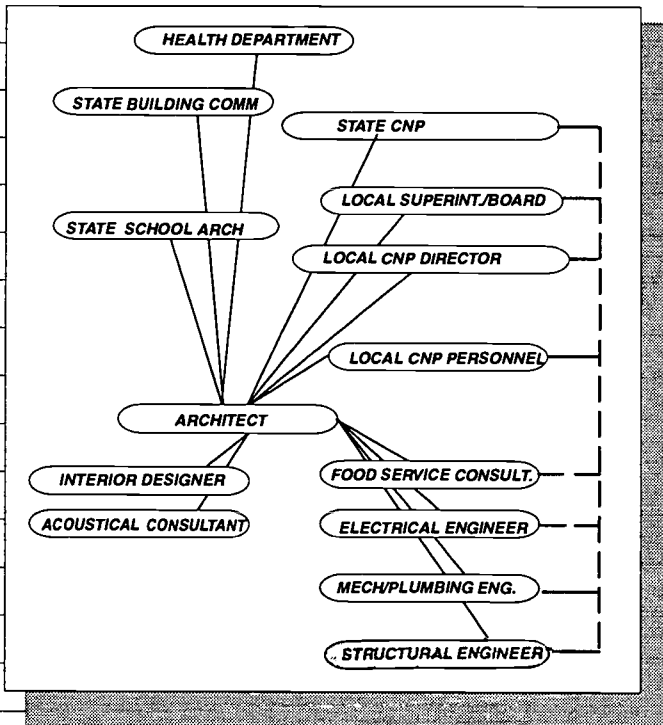 HEALTH DEPARTMENT
STATE BUILDING COMM
STATE CNP
LOCAL SUPERINT./BOARD
STATE SCHOOL ARCH
LOCAL CNP DIRECTOR
LOCAL CNP PERSONNEL
ARCHITECT
INTERIOR DESIGNER
FOOD SERVICE CONSULT.
ACOUSTICAL CONSULTANT
ELECTRICAL ENGINEER
MECH/PLUMBING ENG.
STRUCTURAL ENGINEER